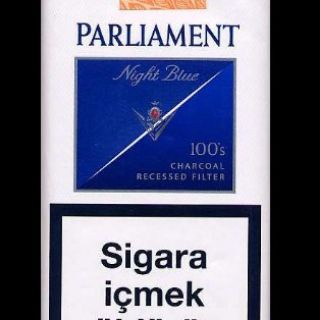 PARLIAMENT
Night Blue
100's
CHARCOAL
RECESSED FILTER
Sigara
içmek